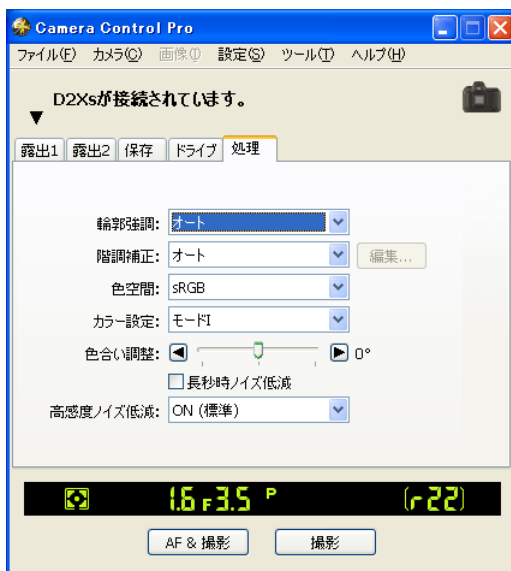 Camera Control Pro
ファイル(F) カメラ(C) 画像(I) 設定(S) ツール(T) ヘルプ(H)
D2Xsが接続されています。
露出1 露出2 保存 ドライブ 処理
輪郭強調: オート
階調補正: オート 編集...
色空間: sRGB
カラー設定: モードI
色合い調整: 0°
長秒時ノイズ低減
高感度ノイズ低減: ON (標準)
1.6 F3.5 P (r22)
AF & 撮影 撮影